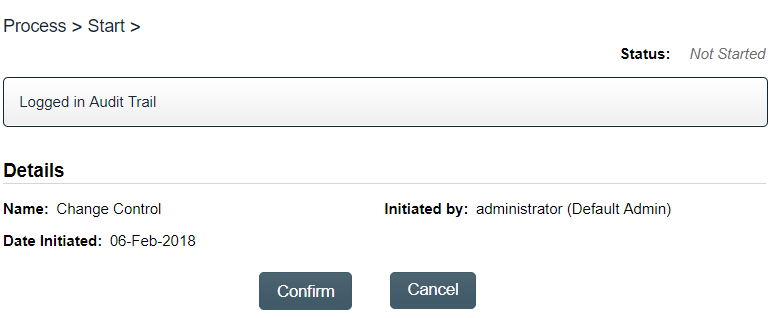 Process > Start >
Status: Not Started
Logged in Audit Trail
Details
Name: Change Control Initiated by: administrator (Default Admin)
Date Initiated: 06-Feb-2018
Confirm Cancel